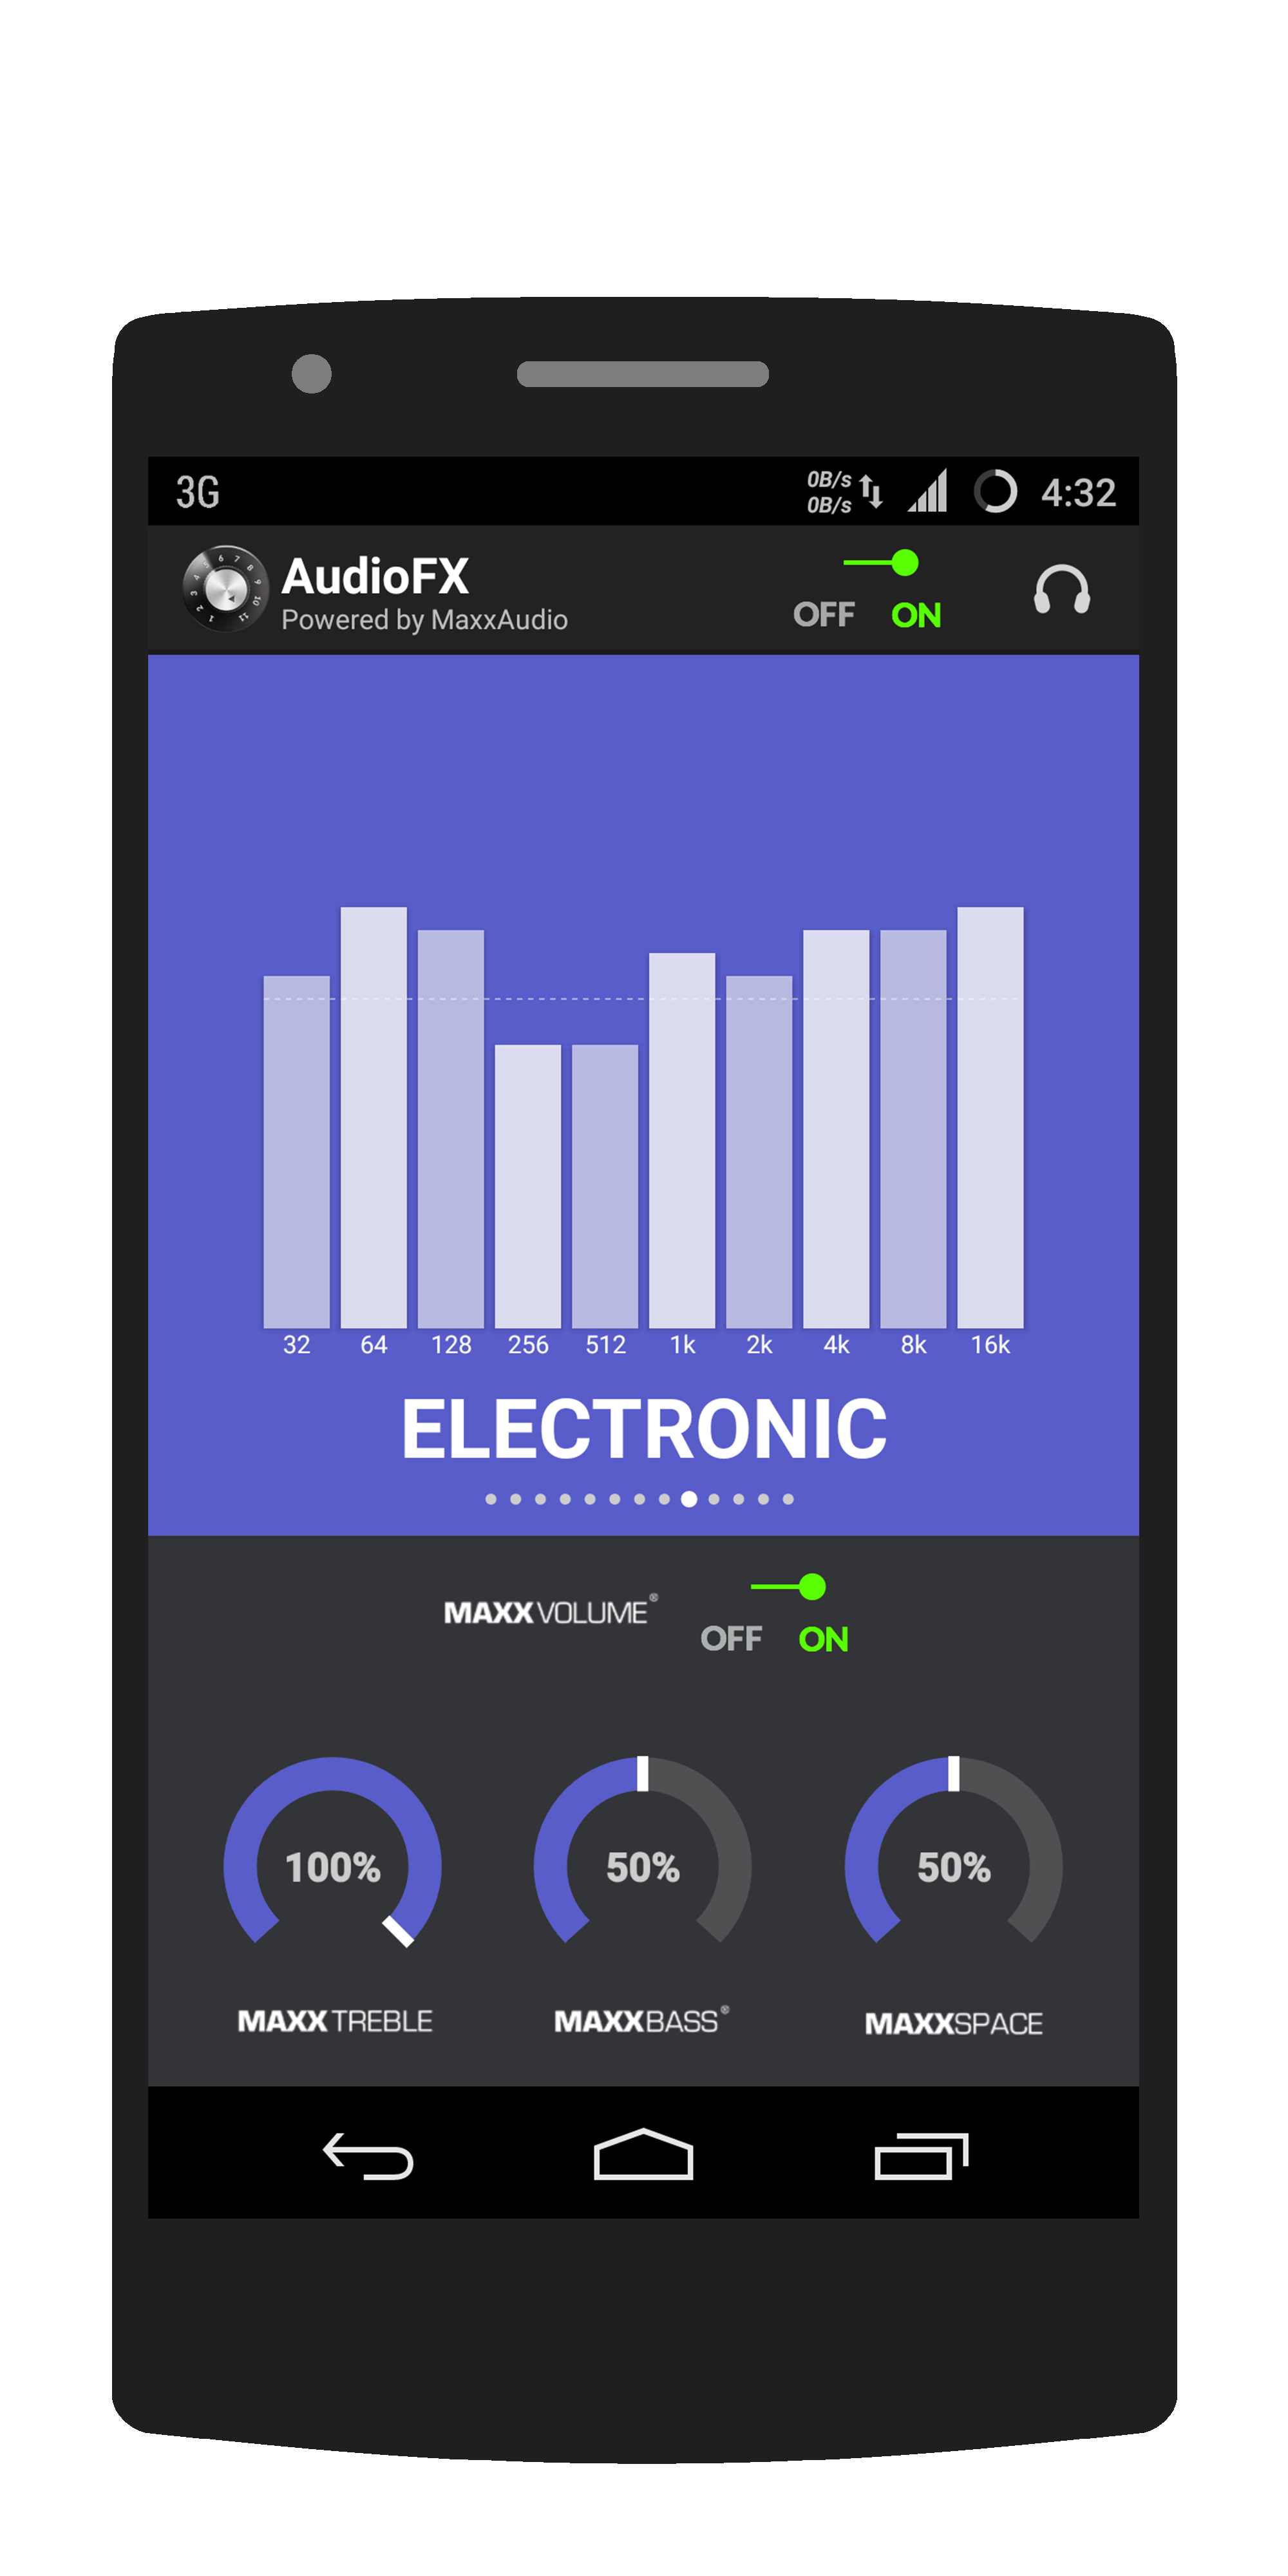 3G 0B/s 4:32
0B/s
AudioFX
Powered by MaxxAudio
OFF ON
32 64 128 256 512 1k 2k 4k 8k 16k
ELECTRONIC
MAXXVOLUME®
OFF ON
100% 50% 50%
MAXXTREBLE MAXXBASS® MAXXSPACE